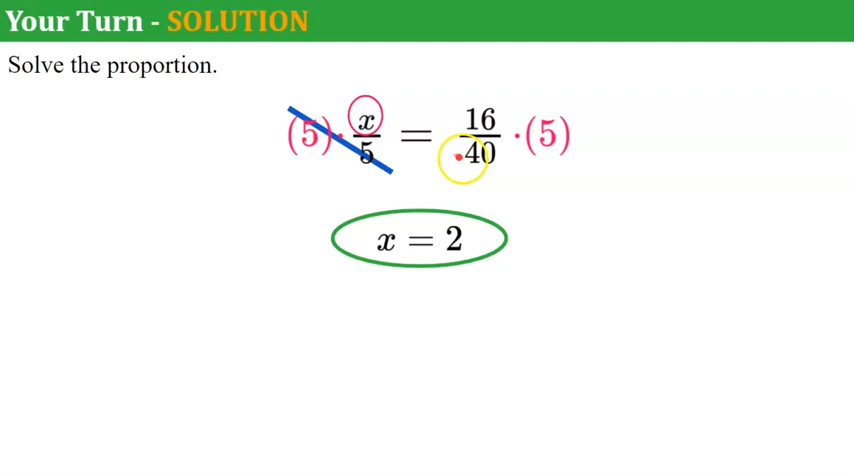 Your Turn - SOLUTION
Solve the proportion.
(5) · x/5 = 16/40 · (5)
x = 2